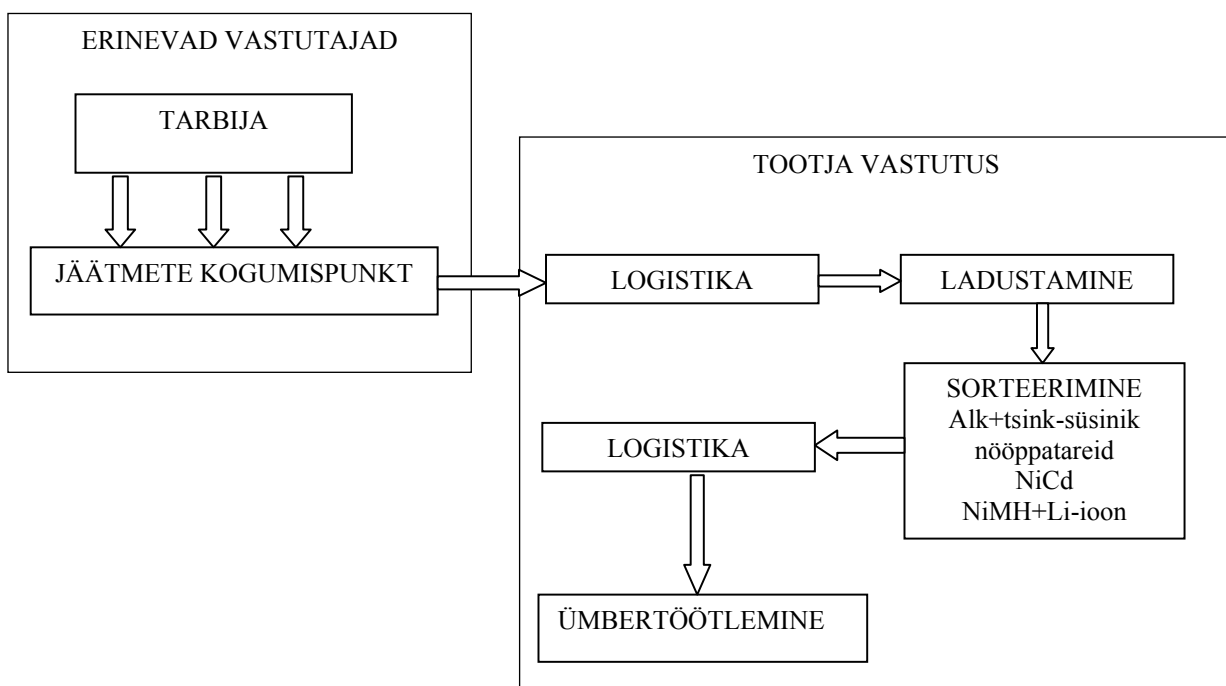 ERINEVAD VASTUTAJAD
TARBIJA
JÄÄTMETE KOGUMISPUNKT
TOOTJA VASTUTUS
LOGISTIKA
LADUSTAMINE
SORTEERIMINE
Alk+tsink-süsinik
nööppatareid
NiCd
NiMH+Li-ioon
LOGISTIKA
ÜMBERTÖÖTLEMINE